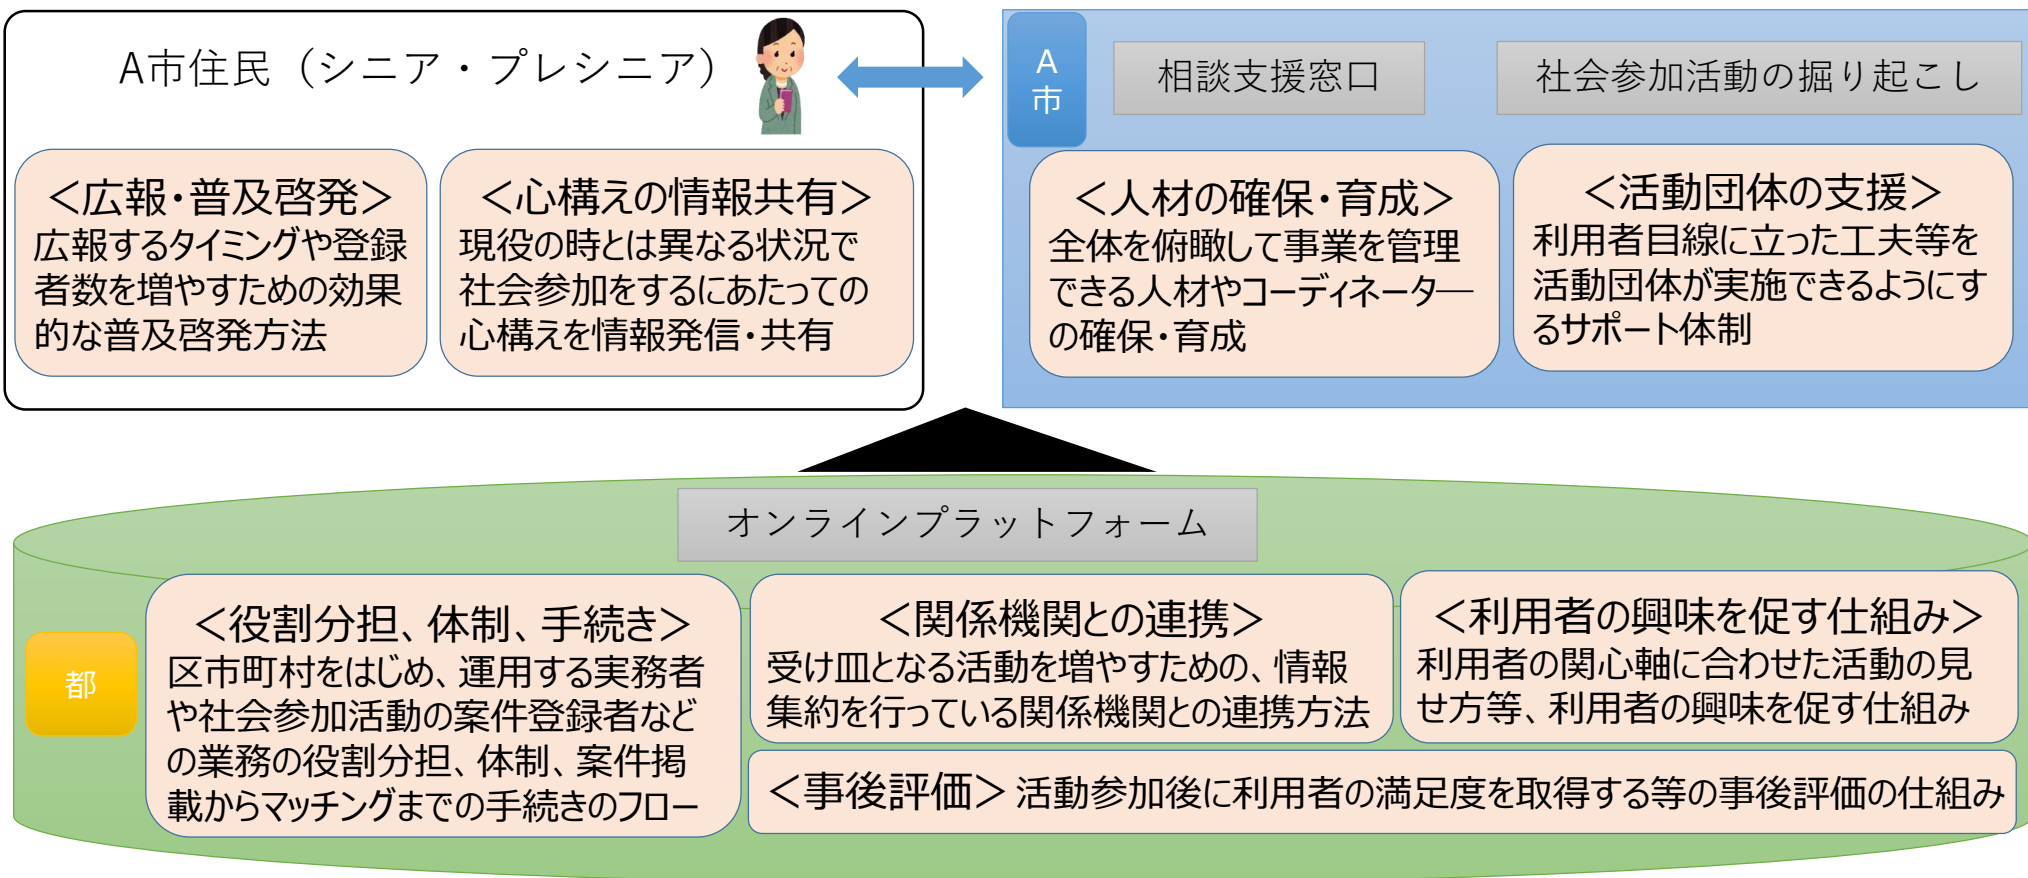 A市住民（シニア・プレシニア）
＜広報・普及啓発＞
広報するタイミングや登録
者数を増やすための効果
的な普及啓発方法
＜心構えの情報共有＞
現役の時とは異なる状況で
社会参加をするにあたっての
心構えを情報発信・共有
A
市
相談支援窓口
社会参加活動の掘り起こし
＜人材の確保・育成＞
全体を俯瞰して事業を管理
できる人材やコーディネーター
の確保・育成
＜活動団体の支援＞
利用者目線に立った工夫等を
活動団体が実施できるようにす
るサポート体制
オンラインプラットフォーム
都
＜役割分担、体制、手続き＞
区市町村をはじめ、運用する実務者
や社会参加活動の案件登録者など
の業務の役割分担、体制、案件掲
載からマッチングまでの手続きのフロー
＜関係機関との連携＞
受け皿となる活動を増やすための、情報
集約を行っている関係機関との連携方法
＜利用者の興味を促す仕組み＞
利用者の関心軸に合わせた活動の見
せ方等、利用者の興味を促す仕組み
＜事後評価＞活動参加後に利用者の満足度を取得する等の事後評価の仕組み